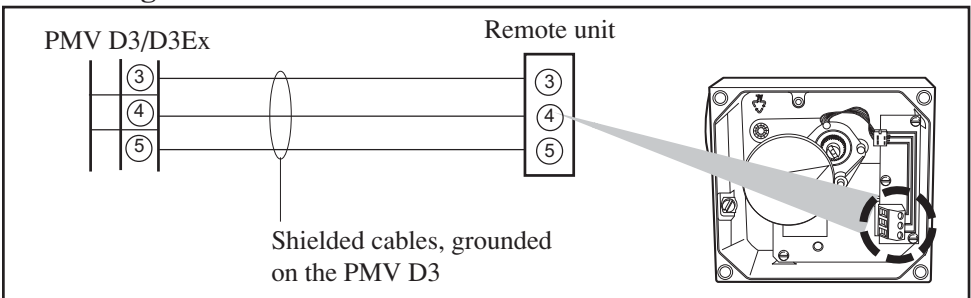 PMV D3/D3Ex
Remote unit
3
3
4
4
5
5
Shielded cables, grounded
on the PMV D3